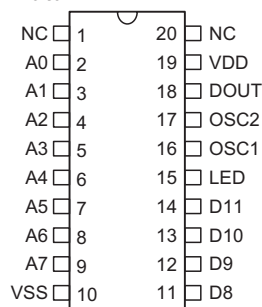 NC 1 20 NC
A0 2 19 VDD
A1 3 18 DOUT
A2 4 17 OSC2
A3 5 16 OSC1
A4 6 15 LED
A5 7 14 D11
A6 8 13 D10
A7 9 12 D9
VSS 10 11 D8